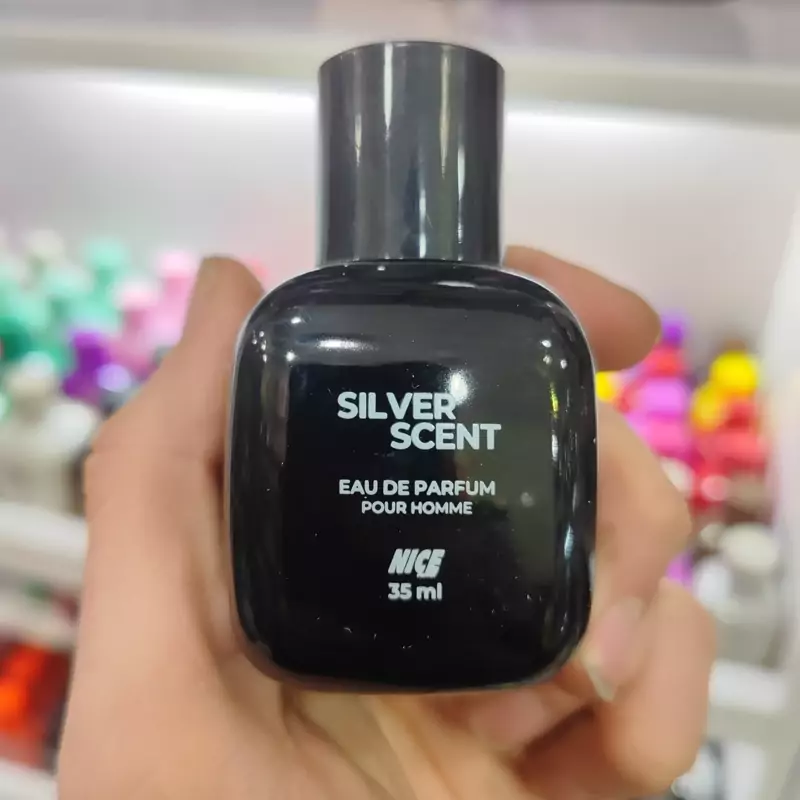 SILVER
SCENT
EAU DE PARFUM
POUR HOMME
NICE
35 ml